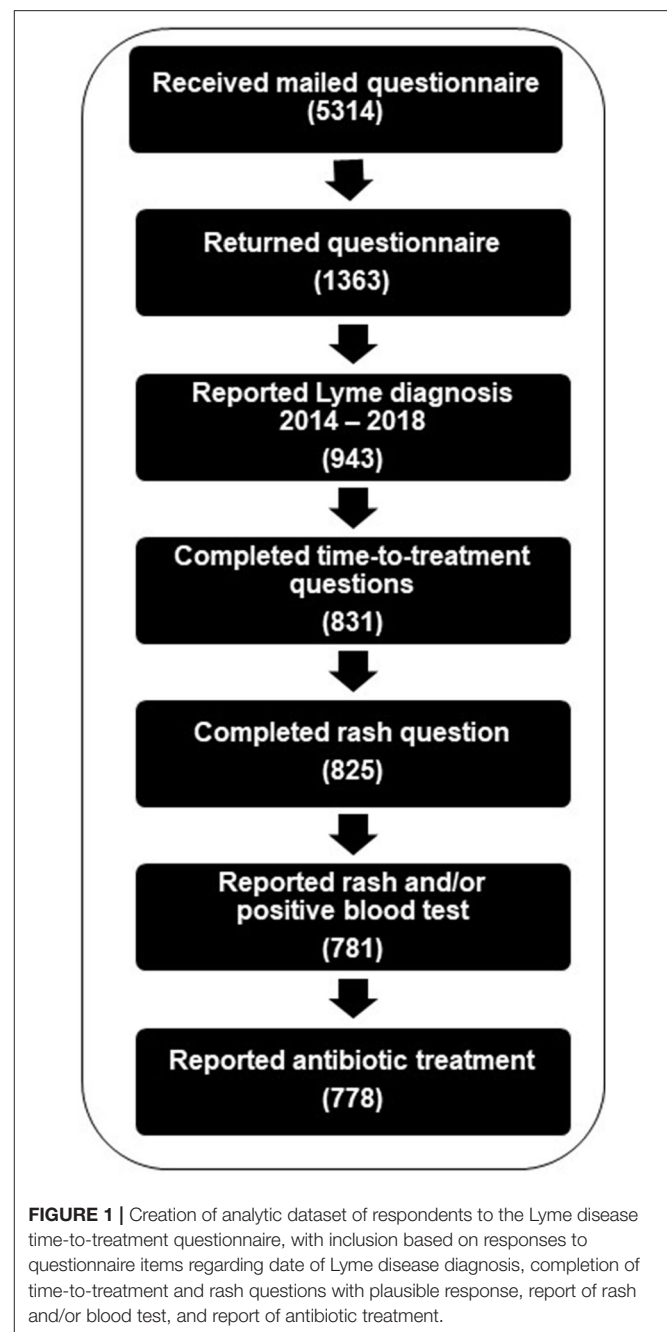 Received mailed questionnaire
(5314)
Returned questionnaire
(1363)
Reported Lyme diagnosis
2014 – 2018
(943)
Completed time-to-treatment
questions
(831)
Completed rash question
(825)
Reported rash and/or
positive blood test
(781)
Reported antibiotic treatment
(778)
FIGURE 1 | Creation of analytic dataset of respondents to the Lyme disease
time-to-treatment questionnaire, with inclusion based on responses to
questionnaire items regarding date of Lyme disease diagnosis, completion of
time-to-treatment and rash questions with plausible response, report of rash
and/or blood test, and report of antibiotic treatment.